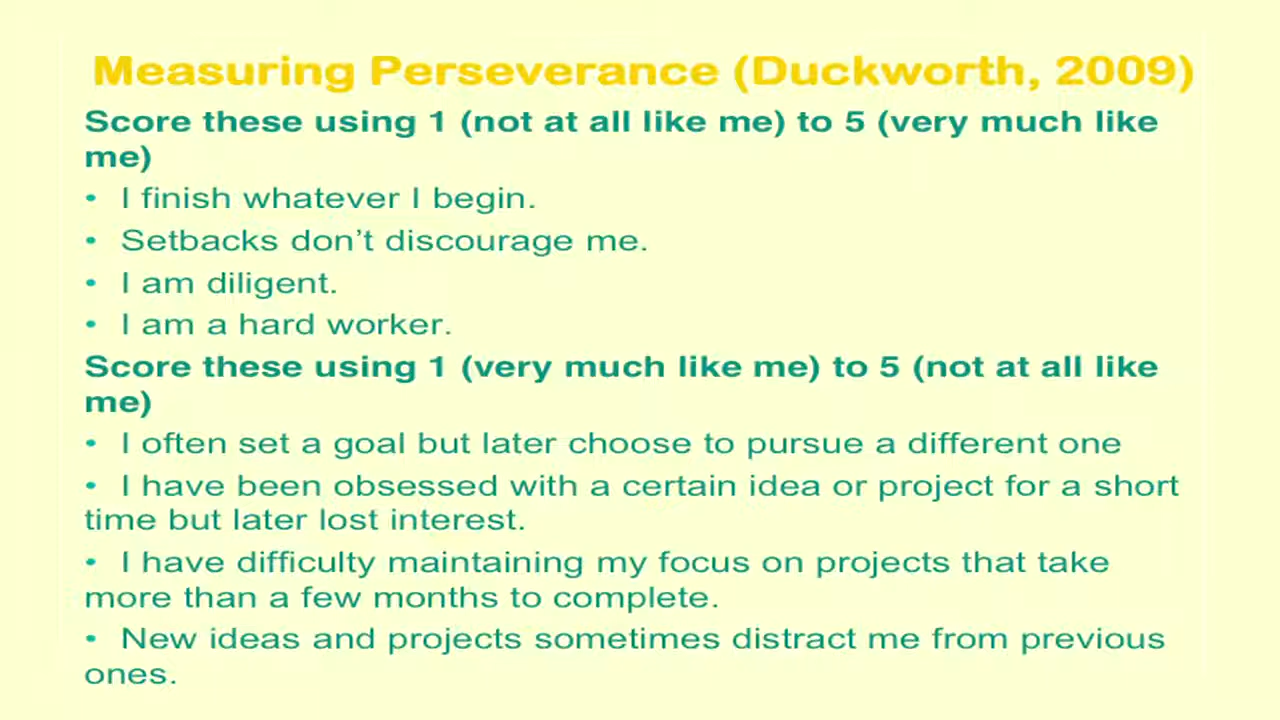 Measuring Perseverance (Duckworth, 2009)
Score these using 1 (not at all like me) to 5 (very much like
me)
• I finish whatever I begin.
• Setbacks don’t discourage me.
• I am diligent.
• I am a hard worker.
Score these using 1 (very much like me) to 5 (not at all like
me)
• I often set a goal but later choose to pursue a different one
• I have been obsessed with a certain idea or project for a short
time but later lost interest.
• I have difficulty maintaining my focus on projects that take
more than a few months to complete.
• New ideas and projects sometimes distract me from previous
ones.